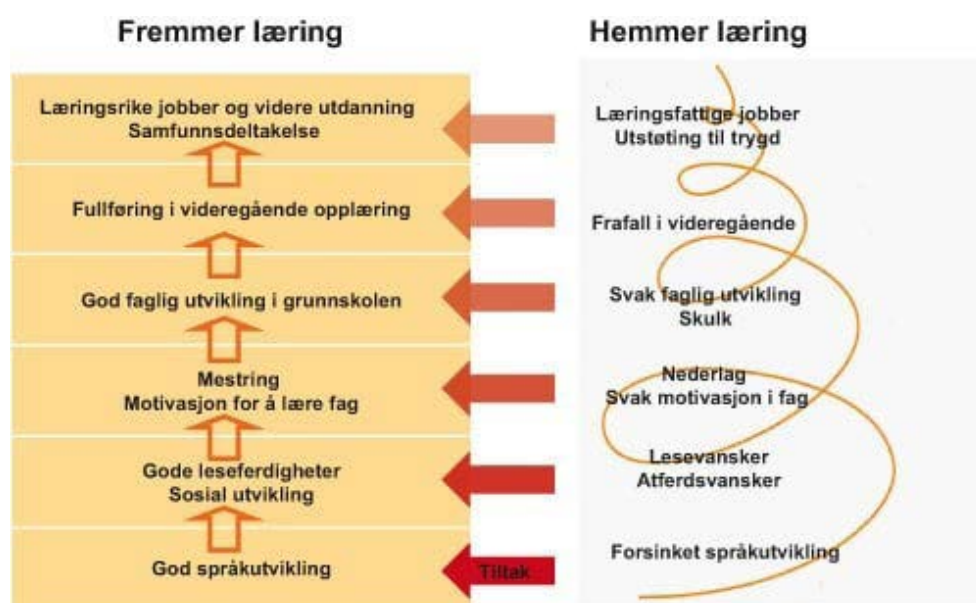 Fremmer læring
Læringsrike jobber og videre utdanning
Samfunnsdeltakelse
Fullføring i videregående opplæring
God faglig utvikling i grunnskolen
Mestring
Motivasjon for å lære fag
Gode leseferdigheter
Sosial utvikling
God språkutvikling
Tiltak
Hemmer læring
Læringsfattige jobber
Utstøting til trygd
Frafall i videregående
Svak faglig utvikling
Skulk
Nederlag
Svak motivasjon i fag
Lesevansker
Atferdsvansker
Forsinket språkutvikling